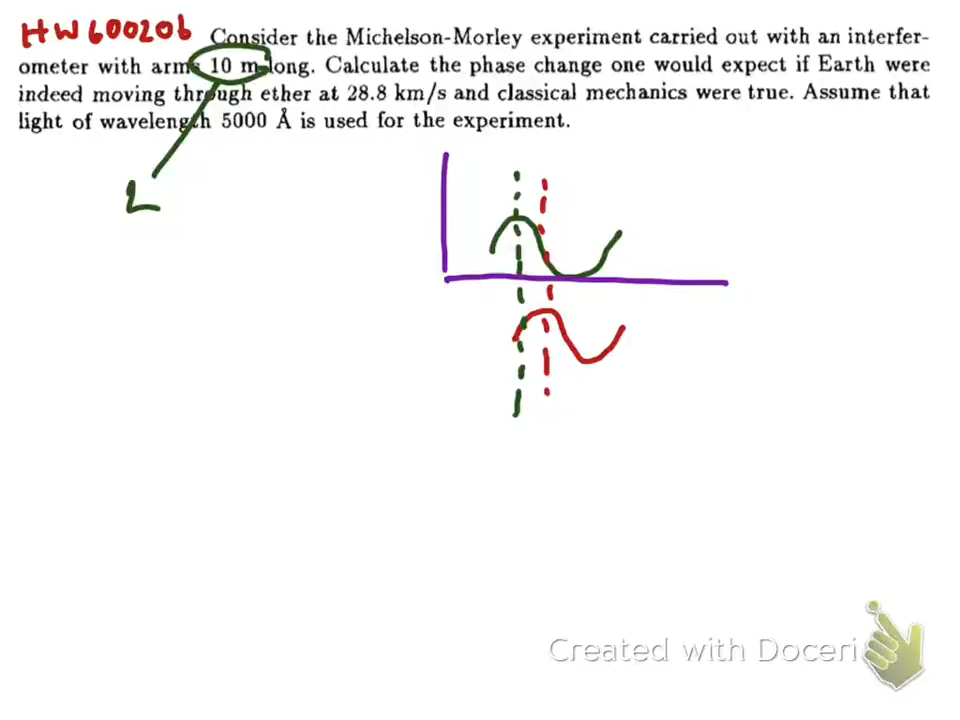 HW600206 Consider the Michelson-Morley experiment carried out with an interfer-
ometer with arms 10 m long. Calculate the phase change one would expect if Earth were
indeed moving through ether at 28.8 km/s and classical mechanics were true. Assume that
light of wavelength 5000 Å is used for the experiment.
L
Created with Doceri